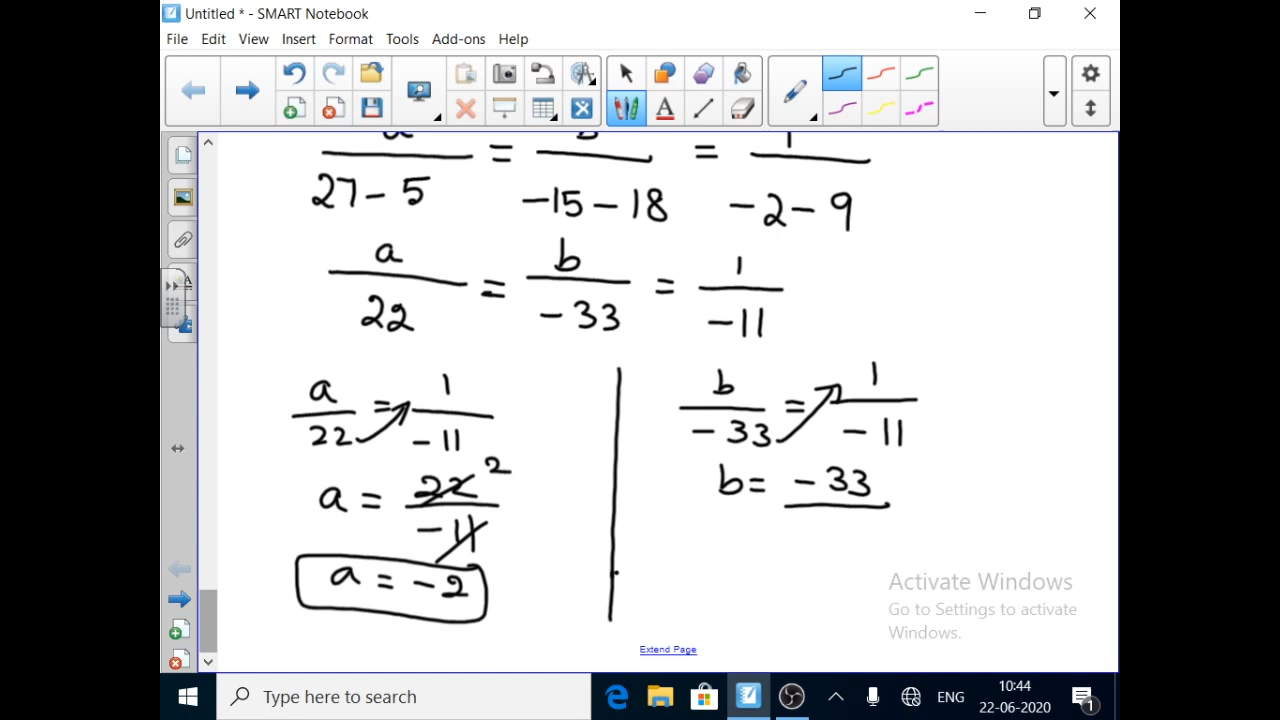 Untitled * - SMART Notebook
File Edit View Insert Format Tools Add-ons Help
a/27-5 = b/-15-18 = 1/-2-9
a/22 = b/-33 = 1/-11
a/22 = 1/-11
b/-33 = 1/-11
a = 22/-11 2
b = -33
a = -2
Activate Windows
Go to Settings to activate
Windows.
Extend Page
Type here to search
ENG
10:44
22-06-2020
1